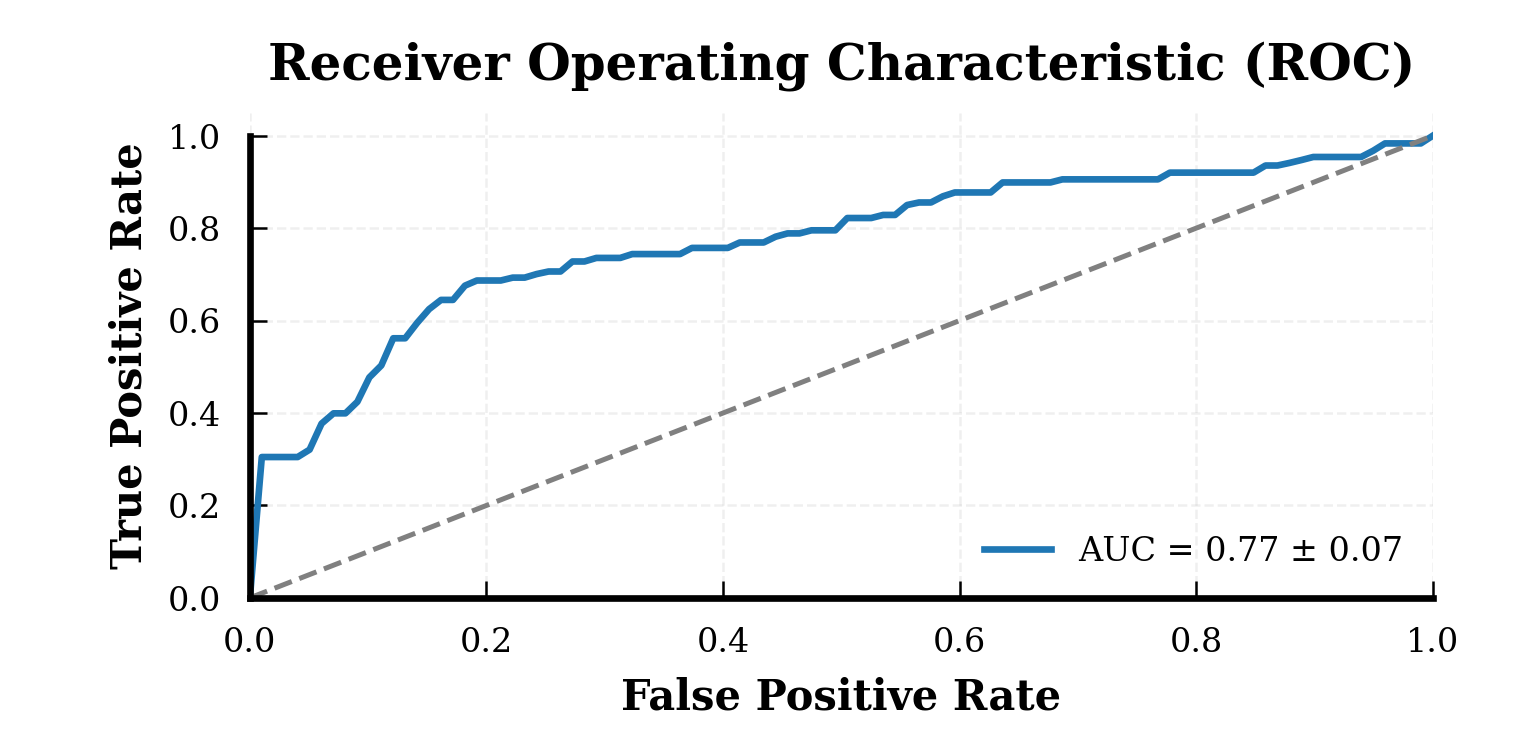 Receiver Operating Characteristic (ROC)
True Positive Rate
1.0
0.8
0.6
0.4
0.2
0.0
AUC = 0.77 ± 0.07
0.0 0.2 0.4 0.6 0.8 1.0
False Positive Rate